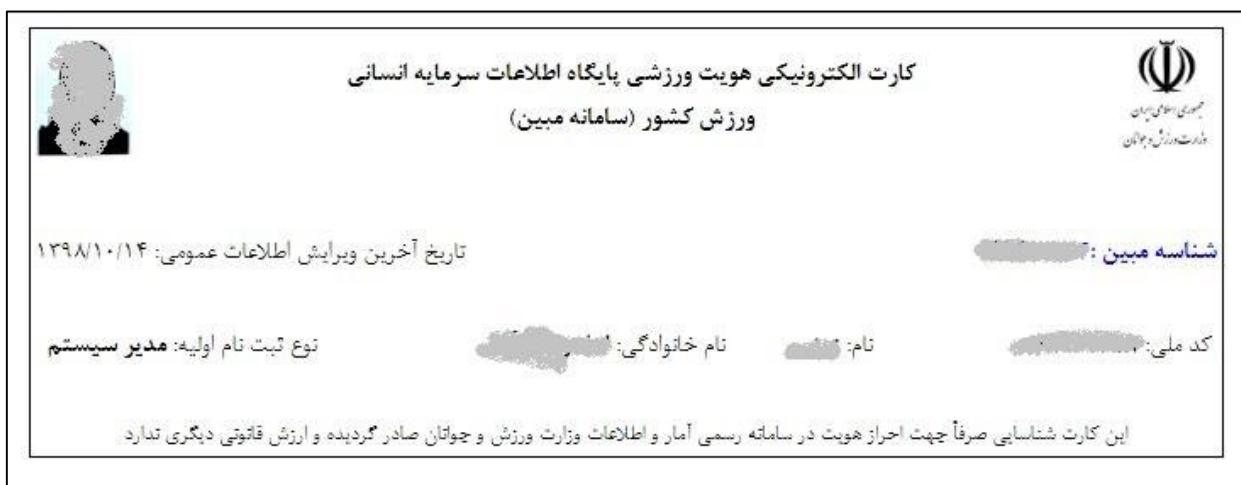 کارت الکترونیکی هویت ورزشی پایگاه اطلاعات سرمایه انسانی
ورزش کشور (سامانه مبین)
جمهوری اسلامی ایران
وزارت ورزش و جوانان
شناسه مبین :
تاریخ آخرین ویرایش اطلاعات عمومی: ۱۳۹۸/۱۰/۱۴
کد ملی: نام: نام خانوادگی: نوع ثبت نام اولیه: مدیر سیستم
این کارت شناسایی صرفاً جهت احراز هویت در سامانه رسمی آمار و اطلاعات وزارت ورزش و جوانان صادر گردیده و ارزش قانونی دیگری ندارد